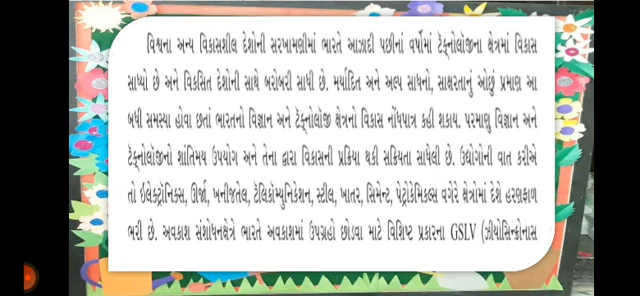 વિશ્વના અન્ય વિકાસશીલ દેશોની સરખામણીમાં ભારતે આઝાદી પછીનાં વર્ષોમાં ટૅક્નોલૉજીના ક્ષેત્રમાં વિકાસ
સાધ્યો છે અને વિકસિત દેશોની સાથે બરોબરી સાધી છે. મર્યાદિત અને અલ્પ સાધનો, સાક્ષરતાનું ઓછું પ્રમાણ આ
બધી સમસ્યા હોવા છતાં ભારતનો વિજ્ઞાન અને ટૅક્નોલૉજી ક્ષેત્રનો વિકાસ નોંધપાત્ર કહી શકાય. પરમાણુ વિજ્ઞાન અને
ટૅક્નોલૉજીનો શાંતિમય ઉપયોગ અને તેના દ્વારા વિકાસની પ્રક્રિયા થકી સક્રિયતા સાધેલી છે. ઉદ્યોગોની વાત કરીએ
તો ઇલેક્ટ્રોનિક્સ, ઊર્જા, ખનીજતેલ, ટૅલિકૉમ્યુનિકેશન, સ્ટીલ, ખાતર, સિમેન્ટ, પેટ્રોકેમિકલ્સ વગેરે ક્ષેત્રોમાં દેશે હરણફાળ
ભરી છે. અવકાશ સંશોધનક્ષેત્રે ભારતે અવકાશમાં ઉપગ્રહો છોડવા માટે વિશિષ્ટ પ્રકારના GSLV (ઝીયોસિન્ક્રોનાસ